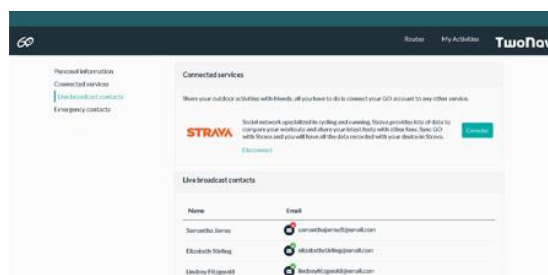 GO
Routes
My Activities
TwoNav
Personal information
Connected services
Live broadcast contacts
Emergency contacts
Connected services
Share your outdoor activities with friends, all you have to do is connect your GO account to any other service.
STRAVA
Social network specialized in cycling and running, Strava provides lots of data to
compare your workouts and share your latest feats with other fans. Sync GO
with Strava and you will have all the data recorded with your device in Strava.
Disconnect
Live broadcast contacts
Name
Email
Samantha
Elizabeth Stirling
Lindsay Fitzgerald